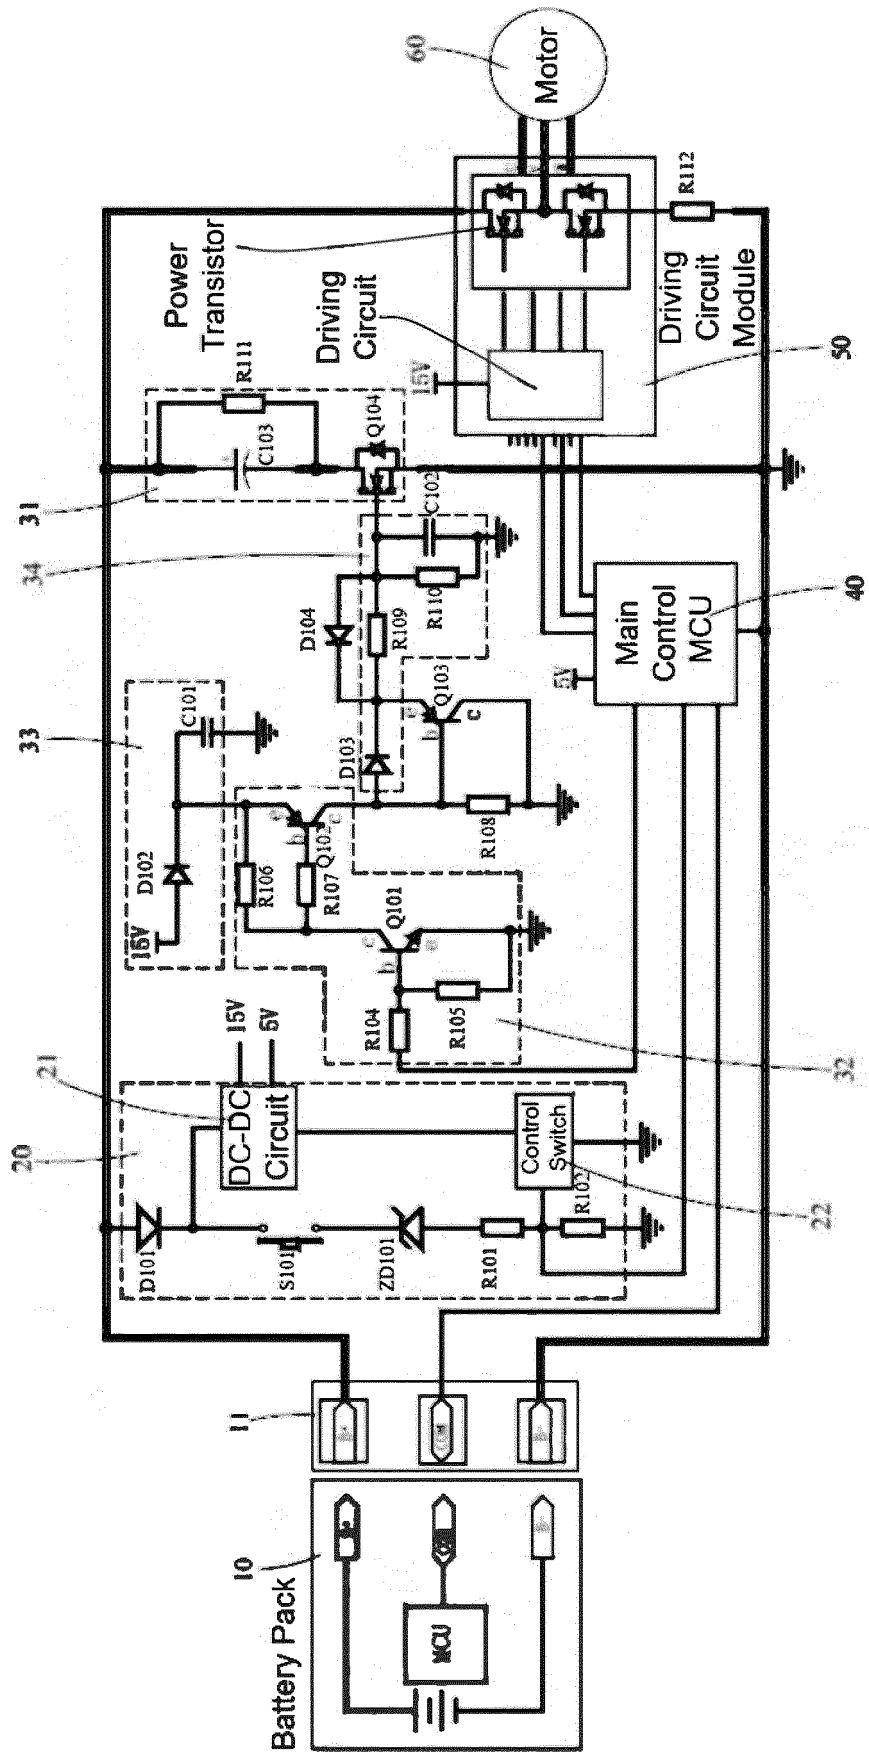 Battery Pack
10
MCU
11
B+
COM
B-
20
21
D101
S101
ZD101
R101
R102
DC-DC
Circuit
15V
5V
Control
Switch
22
32
R104
R105
Q101
b
c
e
R106
R107
Q102
b
e
c
R108
33
15V
D102
C101
34
D103
D104
R109
R110
C102
Q103
e
b
c
31
C103
R111
Q104
Power
Transistor
Driving
Circuit
15V
5V
Main
Control
MCU
40
50
Driving
Circuit
Module
R112
Motor
60